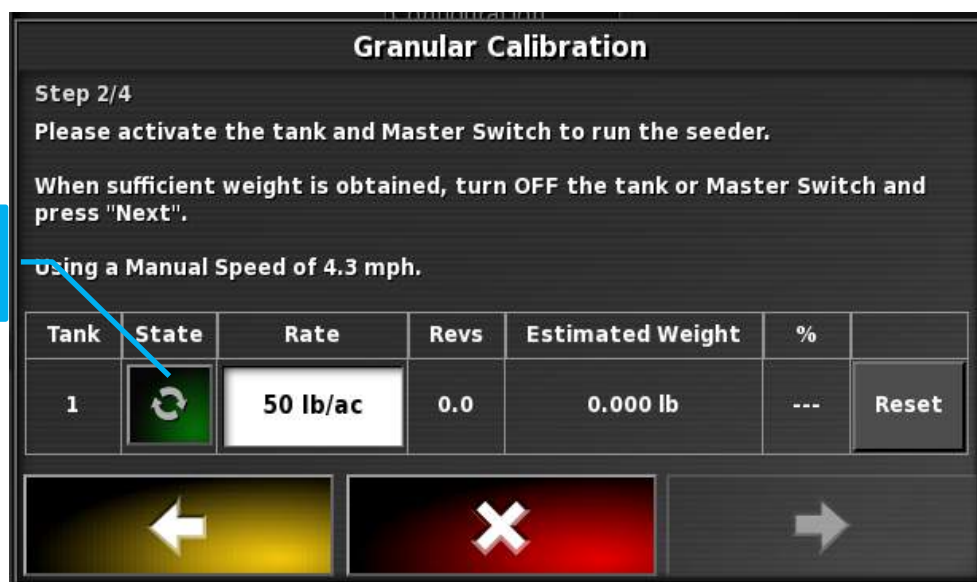 Granular Calibration
Step 2/4
Please activate the tank and Master Switch to run the seeder.
When sufficient weight is obtained, turn OFF the tank or Master Switch and
press "Next".
Using a Manual Speed of 4.3 mph.
Tank State Rate Revs Estimated Weight %
1 50 lb/ac 0.0 0.000 lb --- Reset